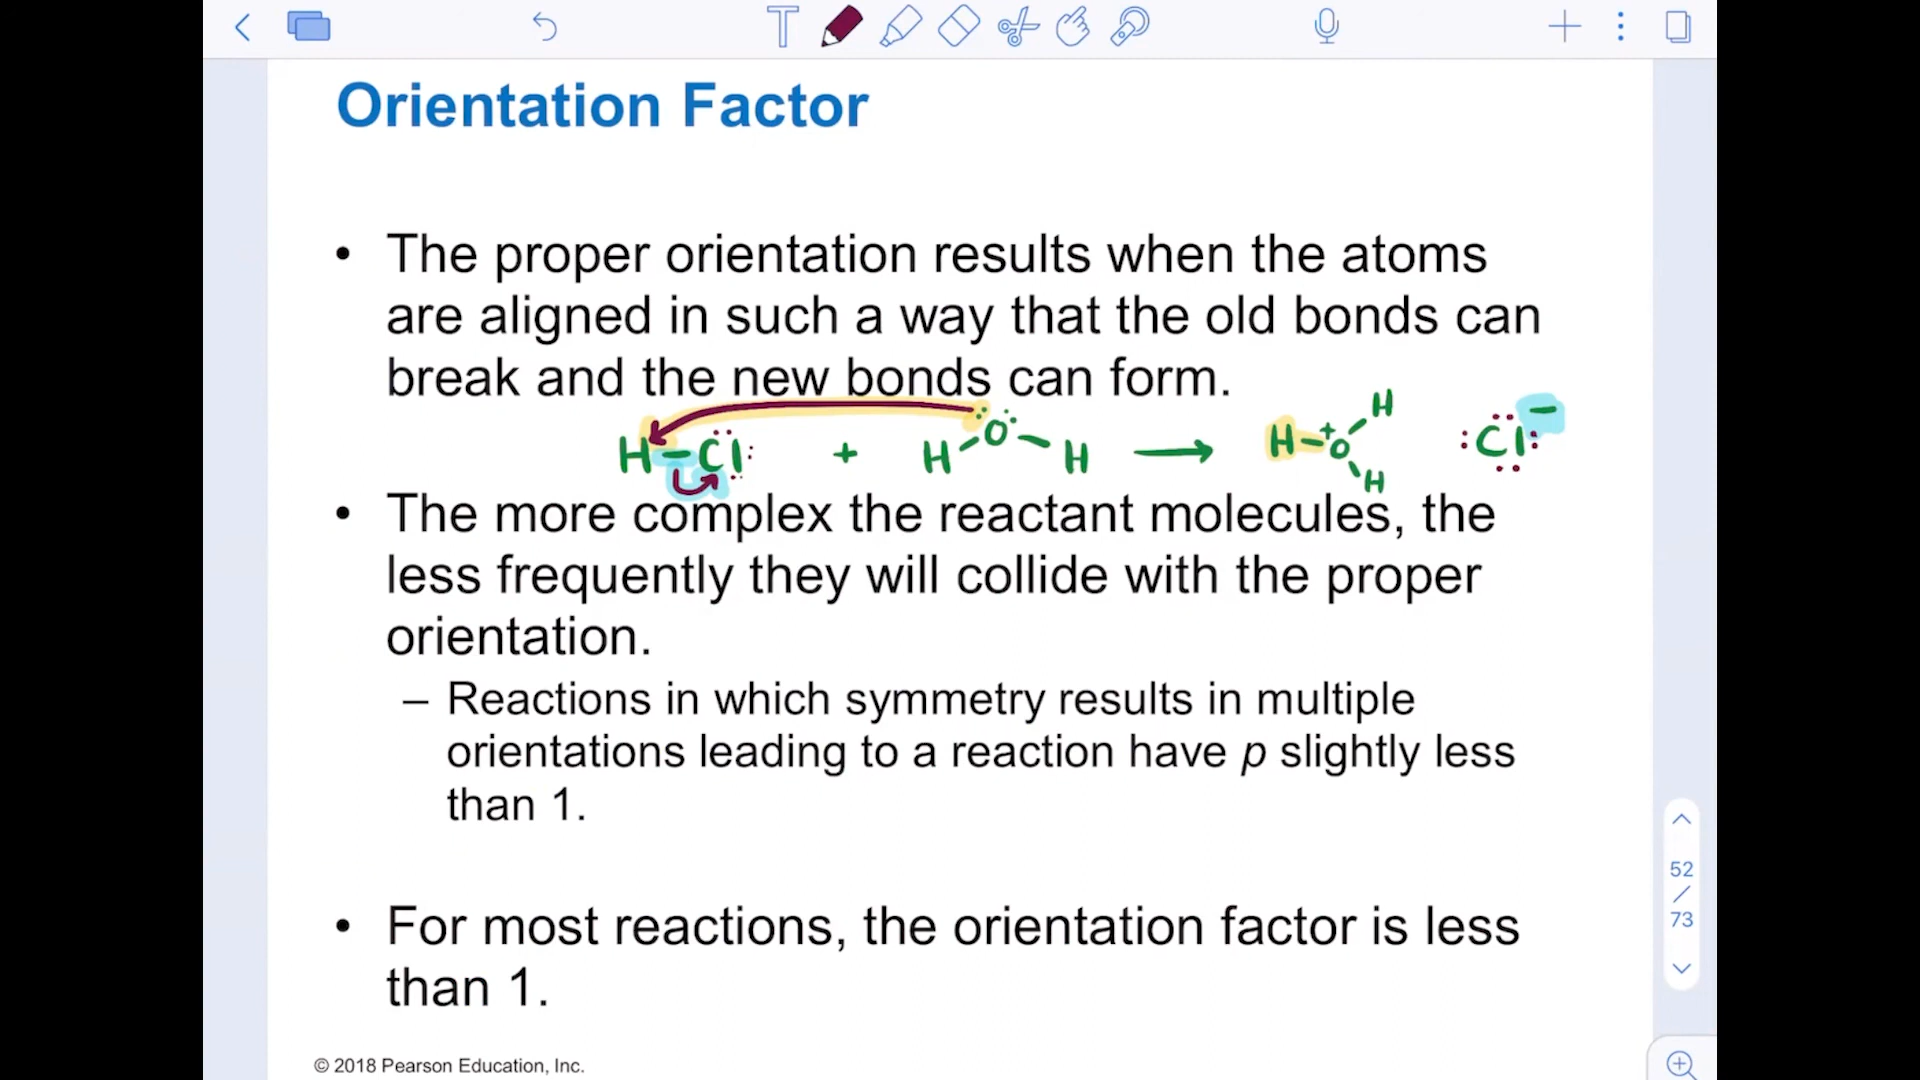 T
Orientation Factor
• The proper orientation results when the atoms
are aligned in such a way that the old bonds can
break and the new bonds can form.
H–Cl + H–O–H → H–O⁺–H H Cl⁻
• The more complex the reactant molecules, the
less frequently they will collide with the proper
orientation.
– Reactions in which symmetry results in multiple
orientations leading to a reaction have p slightly less
than 1.
• For most reactions, the orientation factor is less
than 1.
52
/
73
© 2018 Pearson Education, Inc.